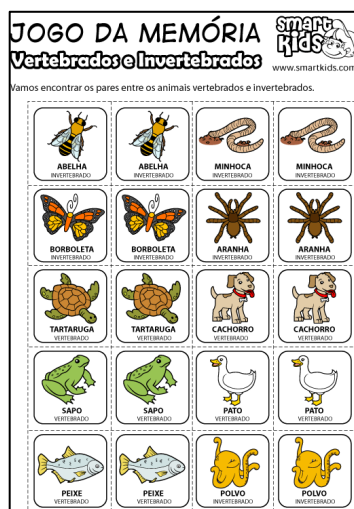 JOGO DA MEMÓRIA
smart
kids
Vertebrados e Invertebrados
www.smartkids.com
Vamos encontrar os pares entre os animais vertebrados e invertebrados.
ABELHA ABELHA MINHOCA MINHOCA
INVERTEBRADO INVERTEBRADO INVERTEBRADO INVERTEBRADO
BORBOLETA BORBOLETA ARANHA ARANHA
INVERTEBRADO INVERTEBRADO INVERTEBRADO INVERTEBRADO
TARTARUGA TARTARUGA CACHORRO CACHORRO
VERTEBRADO VERTEBRADO VERTEBRADO VERTEBRADO
SAPO SAPO PATO PATO
VERTEBRADO VERTEBRADO VERTEBRADO VERTEBRADO
PEIXE PEIXE POLVO POLVO
VERTEBRADO VERTEBRADO INVERTEBRADO INVERTEBRADO